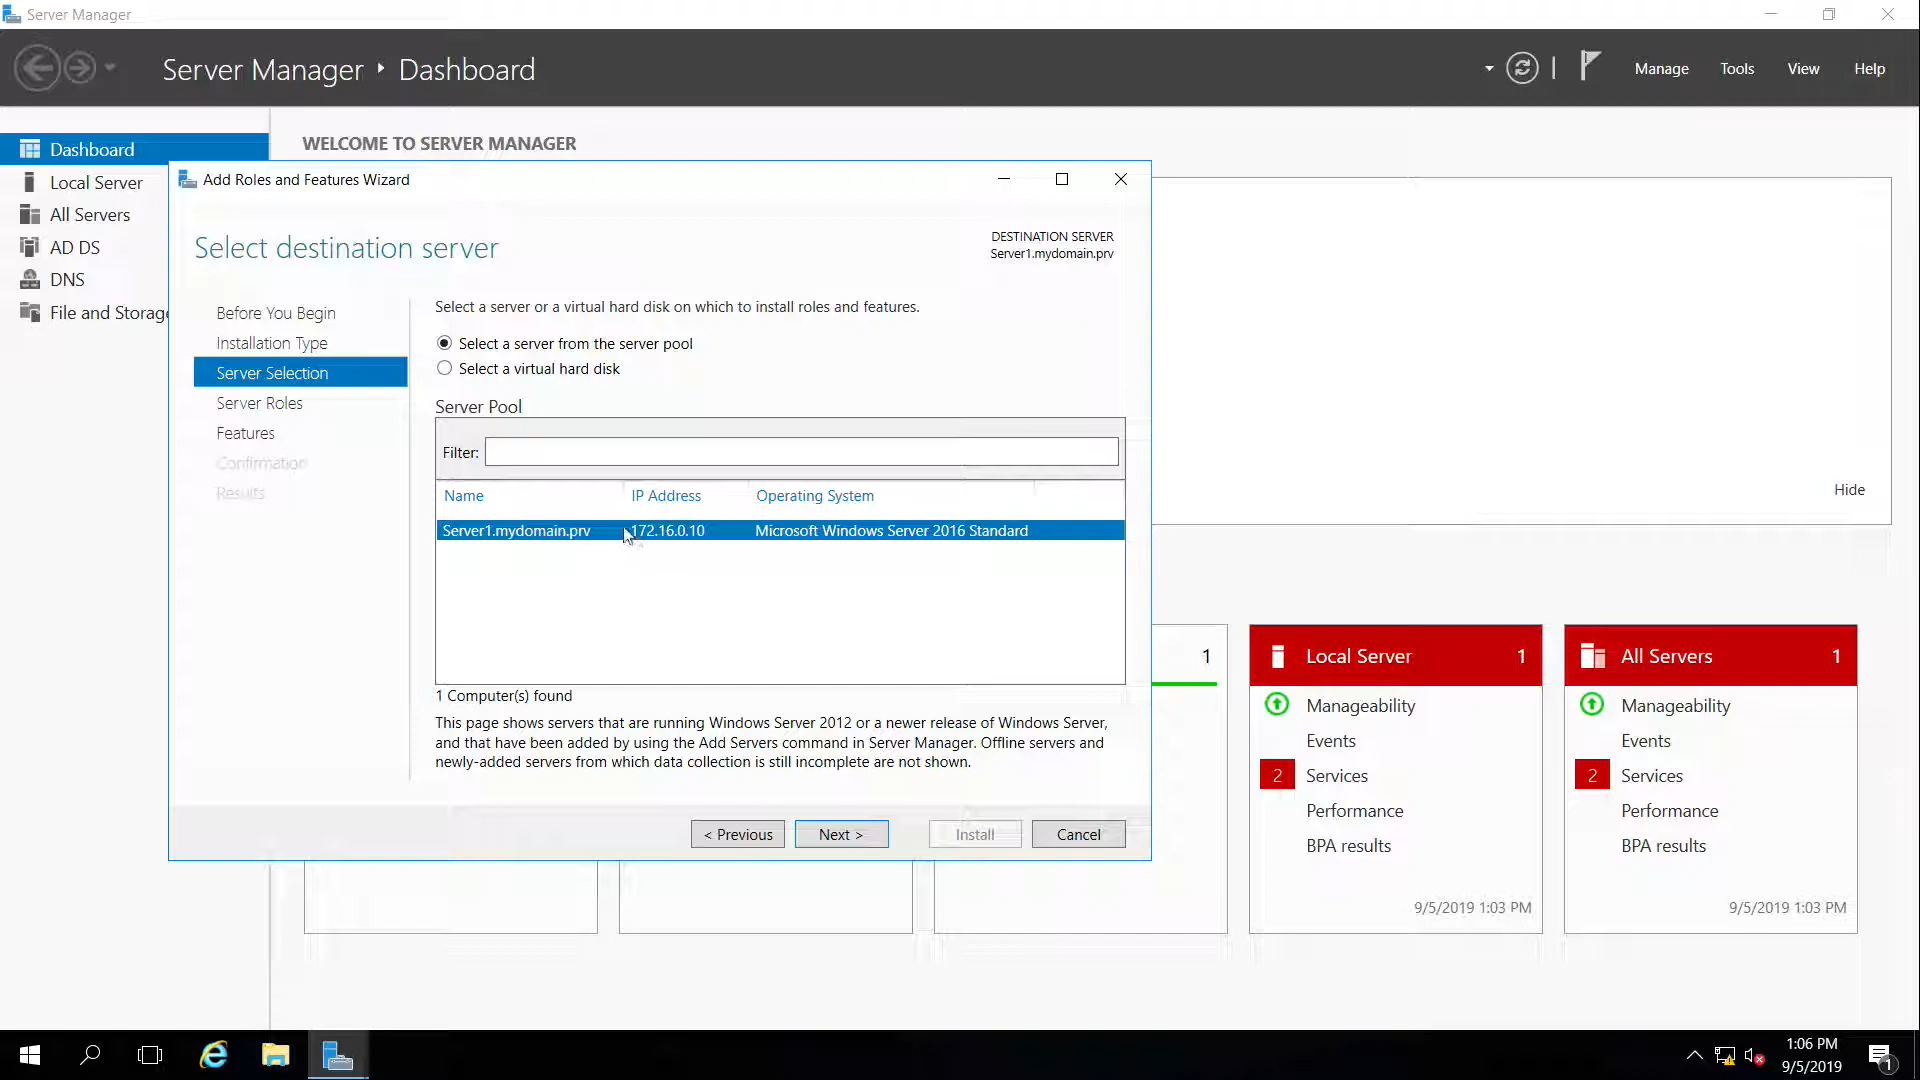 Server Manager
Server Manager ‣ Dashboard
Manage Tools View Help
Dashboard
Local Server
All Servers
AD DS
DNS
File and Storage
WELCOME TO SERVER MANAGER
Add Roles and Features Wizard
Select destination server
DESTINATION SERVER
Server1.mydomain.prv
Before You Begin
Installation Type
Server Selection
Server Roles
Features
Confirmation
Results
Select a server or a virtual hard disk on which to install roles and features.
Select a server from the server pool
Select a virtual hard disk
Server Pool
Filter:
Name IP Address Operating System
Server1.mydomain.prv 172.16.0.10 Microsoft Windows Server 2016 Standard
1 Computer(s) found
This page shows servers that are running Windows Server 2012 or a newer release of Windows Server,
and that have been added by using the Add Servers command in Server Manager. Offline servers and
newly-added servers from which data collection is still incomplete are not shown.
< Previous Next > Install Cancel
Hide
1
Local Server 1
Manageability
Events
2 Services
Performance
BPA results
9/5/2019 1:03 PM
All Servers 1
Manageability
Events
2 Services
Performance
BPA results
9/5/2019 1:03 PM
1:06 PM
9/5/2019
1